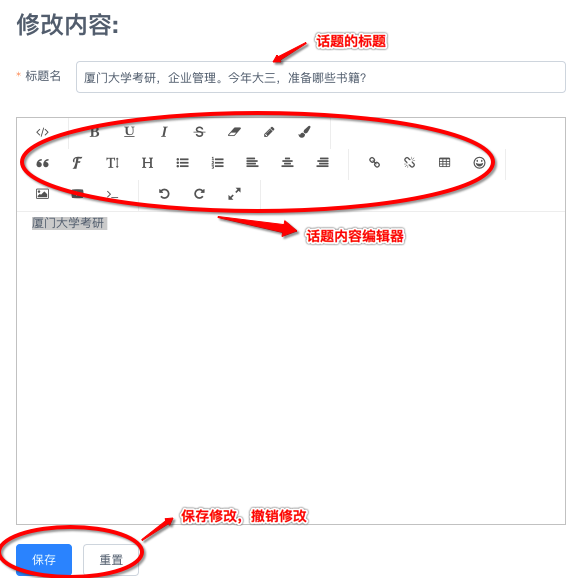 修改内容:
话题的标题
* 标题名
厦门大学考研，企业管理。今年大三，准备哪些书籍?
</> B U I S
F TI H
>_
厦门大学考研
话题内容编辑器
保存修改，撤销修改
保存 重置